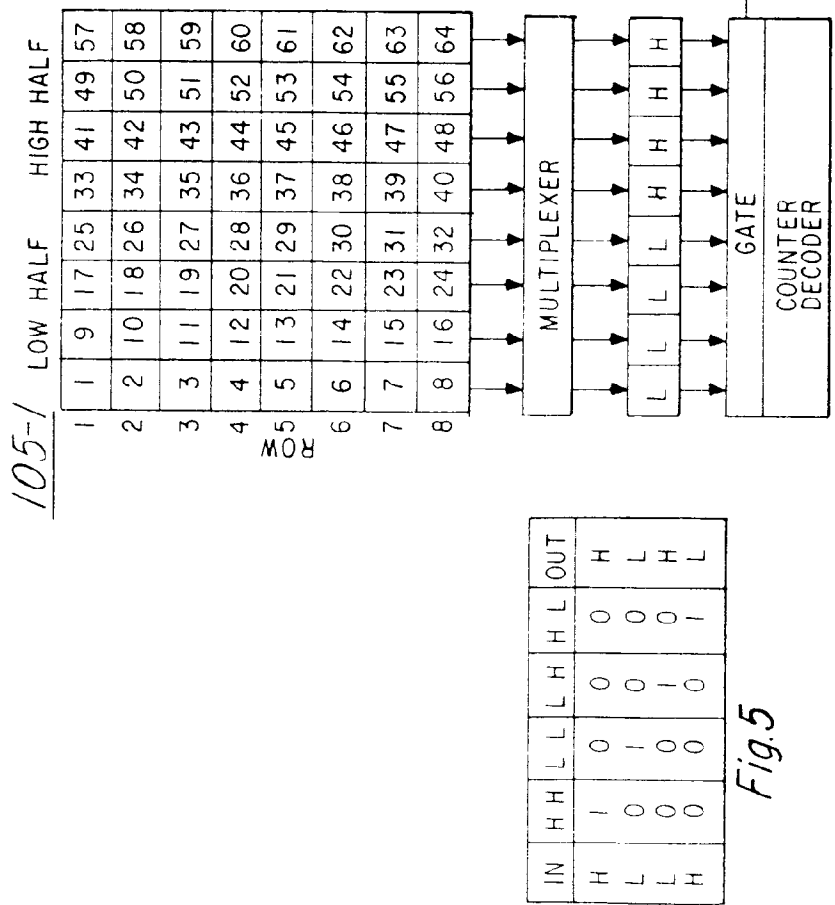 105-1
LOW HALF HIGH HALF
1 1 9 17 25 33 41 49 57
2 2 10 18 26 34 42 50 58
3 3 11 19 27 35 43 51 59
4 4 12 20 28 36 44 52 60
5 5 13 21 29 37 45 53 61
6 6 14 22 30 38 46 54 62
7 7 15 23 31 39 47 55 63
8 8 16 24 32 40 48 56 64
ROW
MULTIPLEXER
L L L L H H H H
GATE
COUNTER
DECODER
IN HH LL LH HL OUT
H 1 0 0 0 H
L 0 1 0 0 L
L 0 0 1 0 H
H 0 0 0 1 L
Fig.5